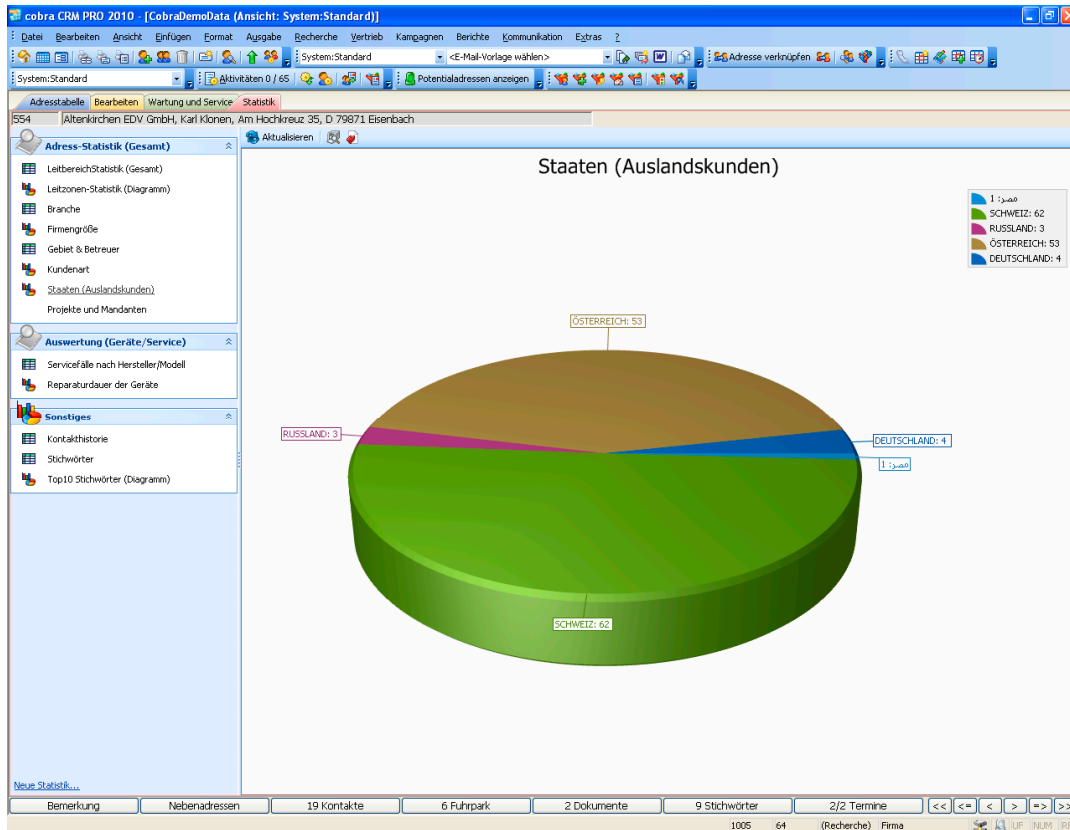 cobra CRM PRO 2010 - [CobraDemoData (Ansicht: System:Standard)]
Datei Bearbeiten Ansicht Einfügen Format Ausgabe Recherche Vertrieb Kampagnen Berichte Kommunikation Extras ?
System:Standard <E-Mail-Vorlage wählen> Adresse verknüpfen
System:Standard Aktivitäten 0 / 65 Potentialadressen anzeigen
Adresstabelle Bearbeiten Wartung und Service Statistik
554 Altenkirchen EDV GmbH, Karl Klonen, Am Hochkreuz 35, D 79871 Eisenbach
Adress-Statistik (Gesamt)
LeitbereichStatistik (Gesamt)
Leitzonen-Statistik (Diagramm)
Branche
Firmengröße
Gebiet & Betreuer
Kundenart
Staaten (Auslandskunden)
Projekte und Mandanten
Auswertung (Geräte/Service)
Servicefälle nach Hersteller/Modell
Reparaturdauer der Geräte
Sonstiges
Kontakthistorie
Stichwörter
Top10 Stichwörter (Diagramm)
Neue Statistik...
Aktualisieren
Staaten (Auslandskunden)
مصر: 1
SCHWEIZ: 62
RUSSLAND: 3
ÖSTERREICH: 53
DEUTSCHLAND: 4
ÖSTERREICH: 53
RUSSLAND: 3
DEUTSCHLAND: 4
مصر: 1
SCHWEIZ: 62
Bemerkung Nebenadressen 19 Kontakte 6 Fuhrpark 2 Dokumente 9 Stichwörter 2/2 Termine << <= < > => >>
1005 64 (Recherche) Firma UF NUM RF